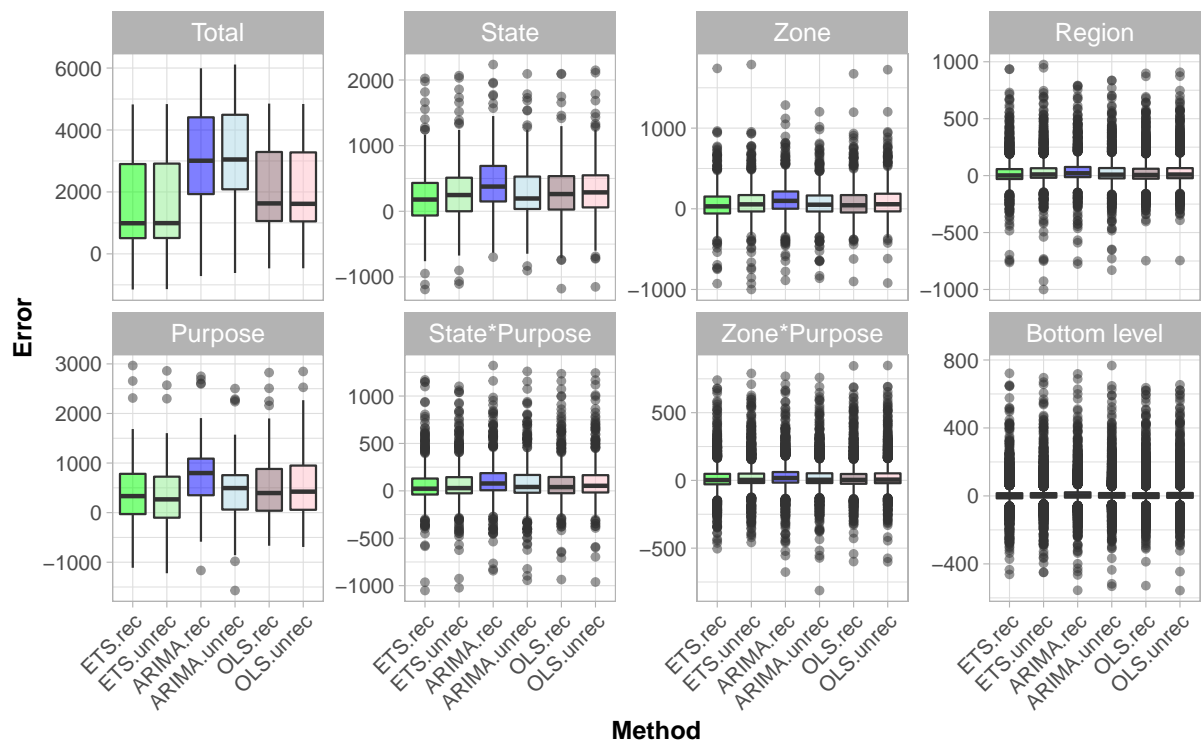 Total
State
Zone
Region
6000
4000
2000
0
2000
1000
0
−1000
1000
0
−1000
1000
500
0
−500
−1000
Error
Purpose
State*Purpose
Zone*Purpose
Bottom level
3000
2000
1000
0
−1000
1000
500
0
−500
−1000
500
0
−500
800
400
0
−400
ETS.rec
ETS.unrec
ARIMA.rec
ARIMA.unrec
OLS.rec
OLS.unrec
ETS.rec
ETS.unrec
ARIMA.rec
ARIMA.unrec
OLS.rec
OLS.unrec
ETS.rec
ETS.unrec
ARIMA.rec
ARIMA.unrec
OLS.rec
OLS.unrec
ETS.rec
ETS.unrec
ARIMA.rec
ARIMA.unrec
OLS.rec
OLS.unrec
Method